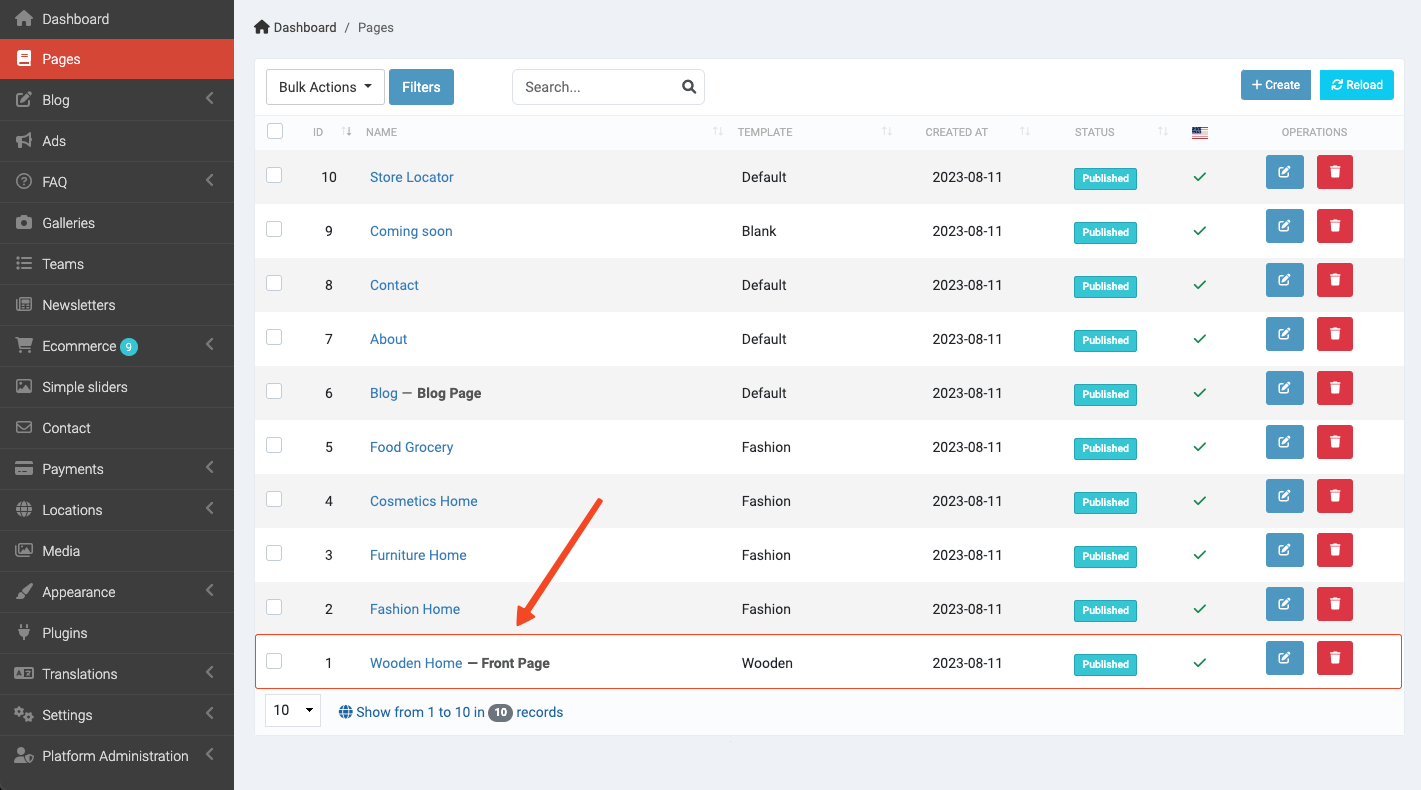 Dashboard
Pages
Blog
Ads
FAQ
Galleries
Teams
Newsletters
Ecommerce 9
Simple sliders
Contact
Payments
Locations
Media
Appearance
Plugins
Translations
Settings
Platform Administration
Dashboard / Pages
Bulk Actions Filters Search... Create Reload
ID NAME TEMPLATE CREATED AT STATUS OPERATIONS
10 Store Locator Default 2023-08-11 Published
9 Coming soon Blank 2023-08-11 Published
8 Contact Default 2023-08-11 Published
7 About Default 2023-08-11 Published
6 Blog — Blog Page Default 2023-08-11 Published
5 Food Grocery Fashion 2023-08-11 Published
4 Cosmetics Home Fashion 2023-08-11 Published
3 Furniture Home Fashion 2023-08-11 Published
2 Fashion Home Fashion 2023-08-11 Published
1 Wooden Home — Front Page Wooden 2023-08-11 Published
10 Show from 1 to 10 in 10 records